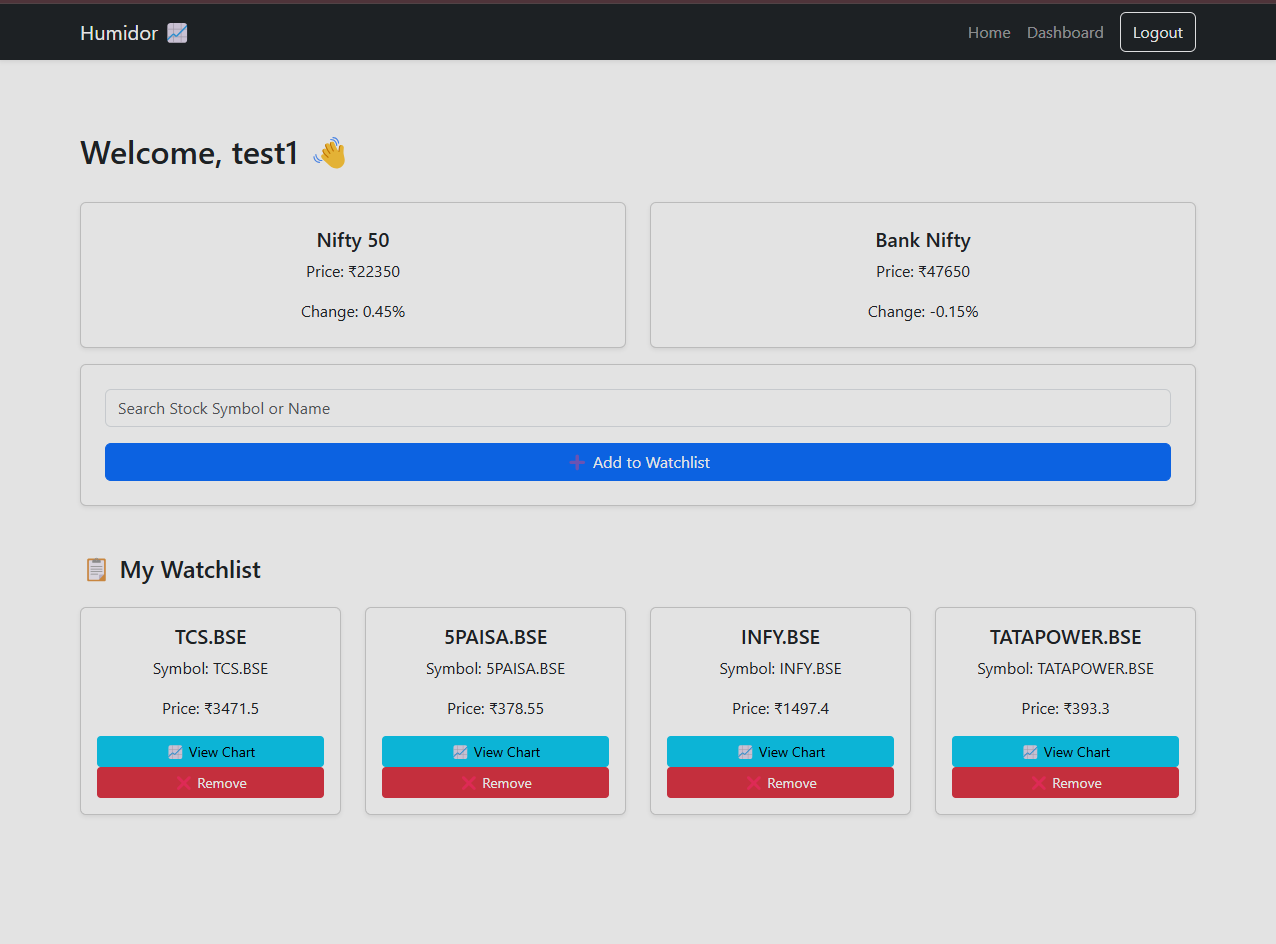 Humidor 📈
Home Dashboard Logout
Welcome, test1 👋
Nifty 50
Price: ₹22350
Change: 0.45%
Bank Nifty
Price: ₹47650
Change: -0.15%
Search Stock Symbol or Name
➕ Add to Watchlist
📋 My Watchlist
TCS.BSE
Symbol: TCS.BSE
Price: ₹3471.5
📈 View Chart
❌ Remove
5PAISA.BSE
Symbol: 5PAISA.BSE
Price: ₹378.55
📈 View Chart
❌ Remove
INFY.BSE
Symbol: INFY.BSE
Price: ₹1497.4
📈 View Chart
❌ Remove
TATAPOWER.BSE
Symbol: TATAPOWER.BSE
Price: ₹393.3
📈 View Chart
❌ Remove